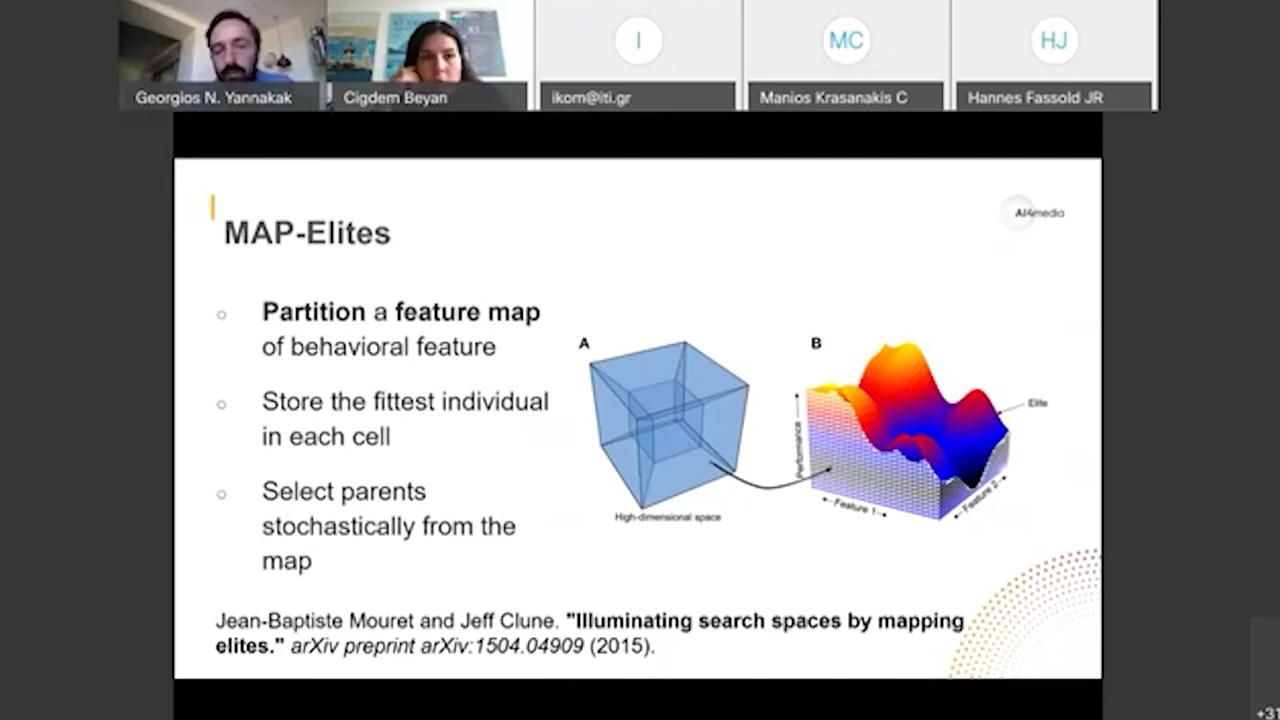 Georgios N. Yannakak
Cigdem Beyan
I
ikom@iti.gr
MC
Manios Krasanakis C
HJ
Hannes Fassold JR
MAP-Elites
AI4media
Partition a feature map
of behavioral feature
Store the fittest individual
in each cell
Select parents
stochastically from the
map
A
High-dimensional space
B
Elite
Performance
Feature 1
Feature 2
Jean-Baptiste Mouret and Jeff Clune. "Illuminating search spaces by mapping
elites." arXiv preprint arXiv:1504.04909 (2015).